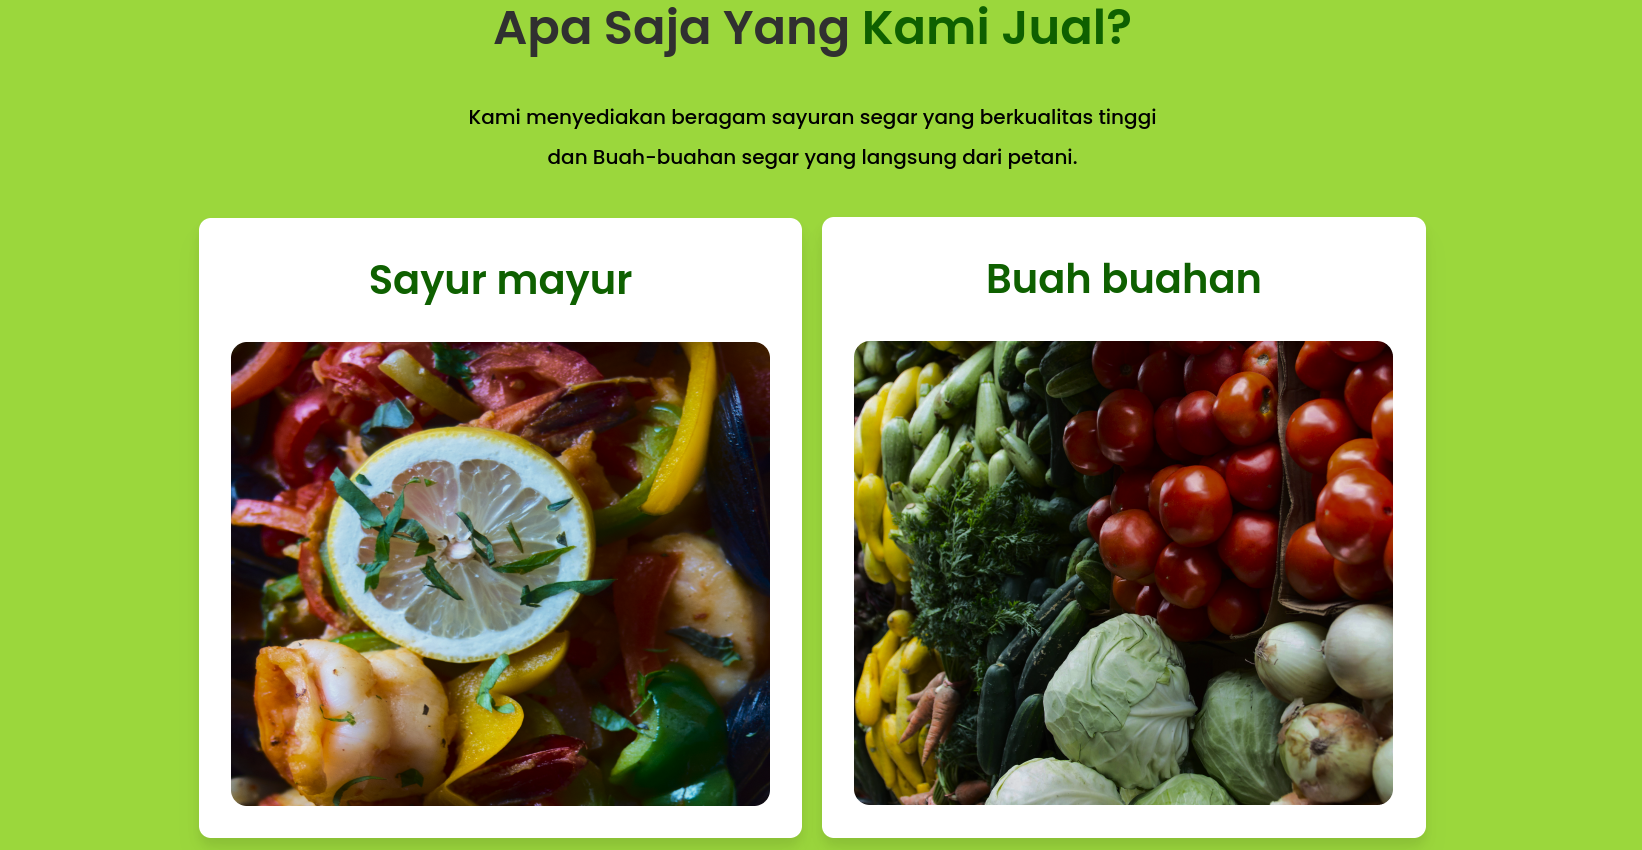 Apa Saja Yang Kami Jual?
Kami menyediakan beragam sayuran segar yang berkualitas tinggi
dan Buah-buahan segar yang langsung dari petani.
Sayur mayur
Buah buahan